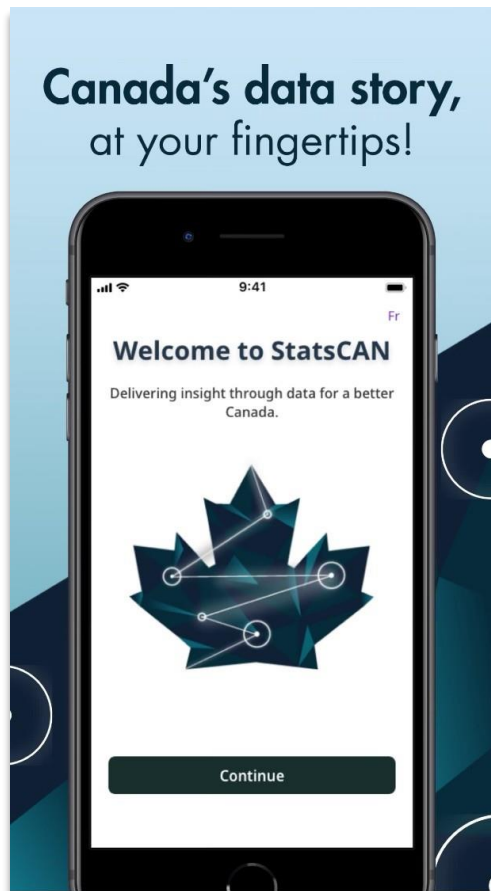 Canada’s data story,
at your fingertips!
9:41
Fr
Welcome to StatsCAN
Delivering insight through data for a better
Canada.
Continue